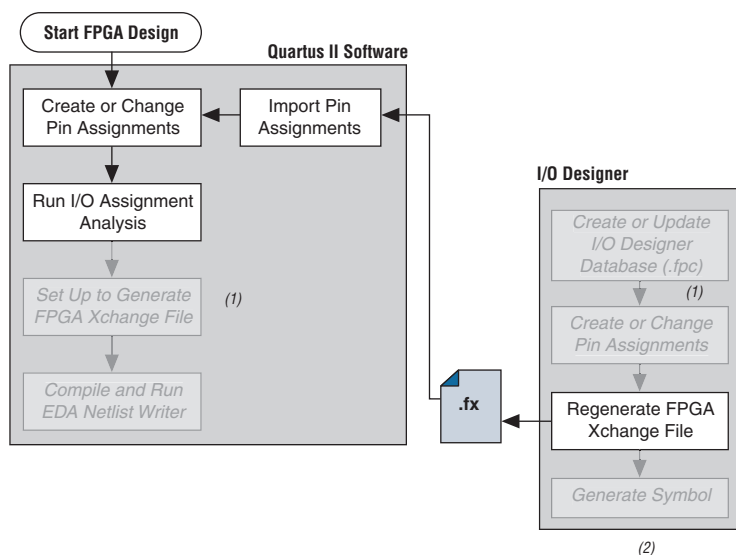 Start FPGA Design
Quartus II Software
Create or Change
Pin Assignments
Import Pin
Assignments
Run I/O Assignment
Analysis
Set Up to Generate
FPGA Xchange File
(1)
Compile and Run
EDA Netlist Writer
.fx
I/O Designer
Create or Update
I/O Designer
Database (.fpc)
(1)
Create or Change
Pin Assignments
Regenerate FPGA
Xchange File
Generate Symbol
(2)